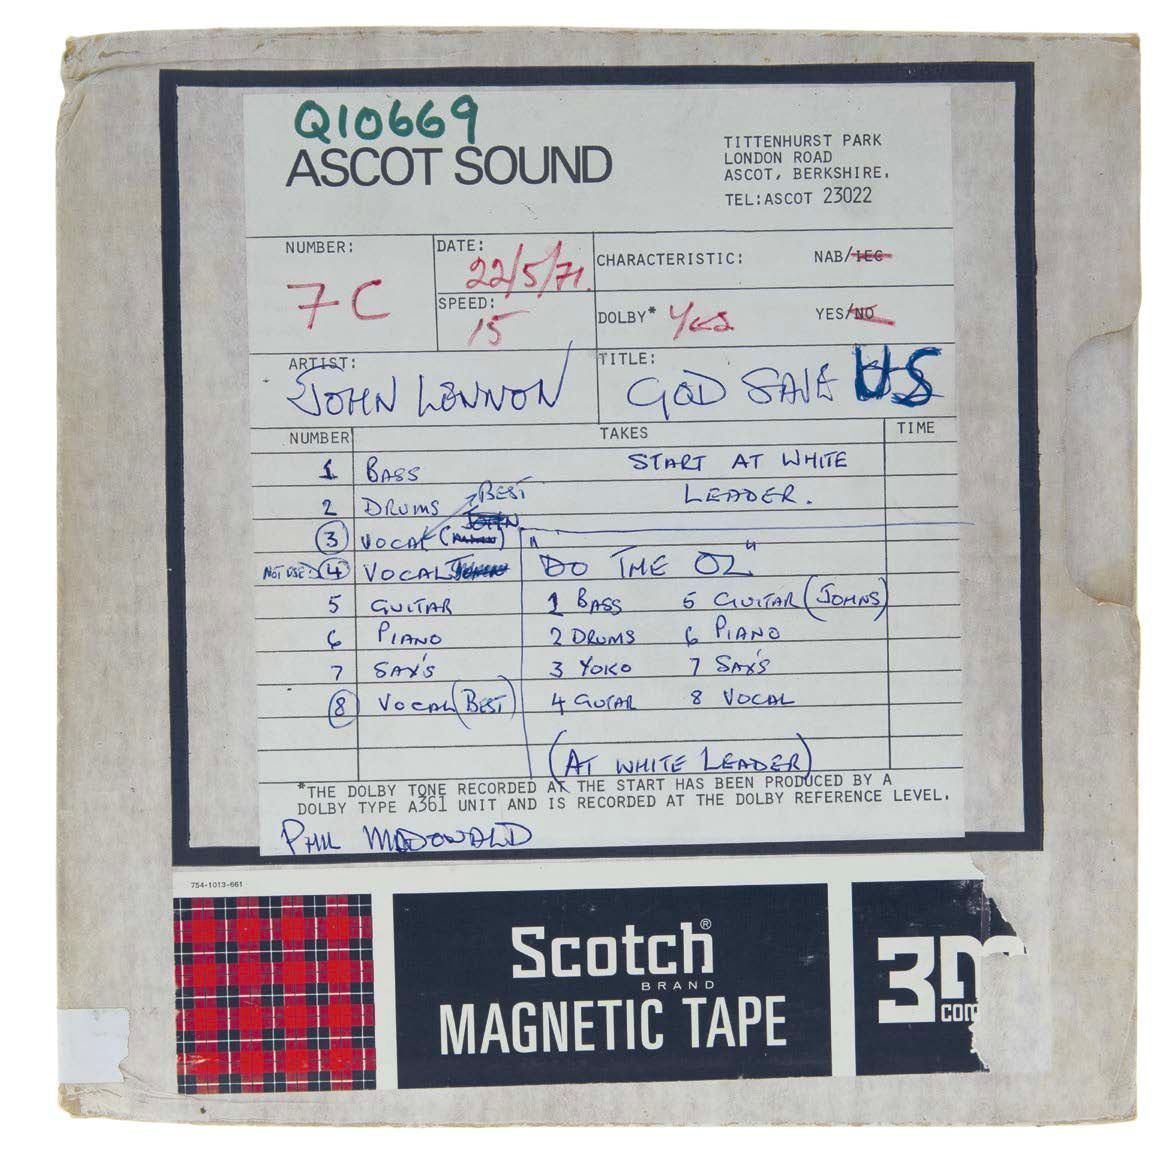 Q10669
ASCOT SOUND
TITTENHURST PARK
LONDON ROAD
ASCOT, BERKSHIRE.
TEL: ASCOT 23022
NUMBER: 7C
DATE: 22/5/71.
SPEED: 15
CHARACTERISTIC: NAB/IEC
DOLBY* Yes YES/NO
ARTIST: JOHN LENNON
TITLE: GOD SAVE US
NUMBER TAKES TIME
1 BASS START AT WHITE
2 DRUMS BEST LEADER.
3 VOCAL (JOHN)
NOT USE. 4 VOCAL "DO THE OZ"
5 GUITAR 1 BASS 5 GUITAR (JOHNS)
6 PIANO 2 DRUMS 6 PIANO
7 SAX'S 3 YOKO 7 SAX'S
8 VOCAL (BEST) 4 GUITAR 8 VOCAL
(AT WHITE LEADER)
*THE DOLBY TONE RECORDED AT THE START HAS BEEN PRODUCED BY A
DOLBY TYPE A361 UNIT AND IS RECORDED AT THE DOLBY REFERENCE LEVEL.
PHIL McDONALD
754-1013-661
Scotch®
BRAND
MAGNETIC TAPE
3M
COM